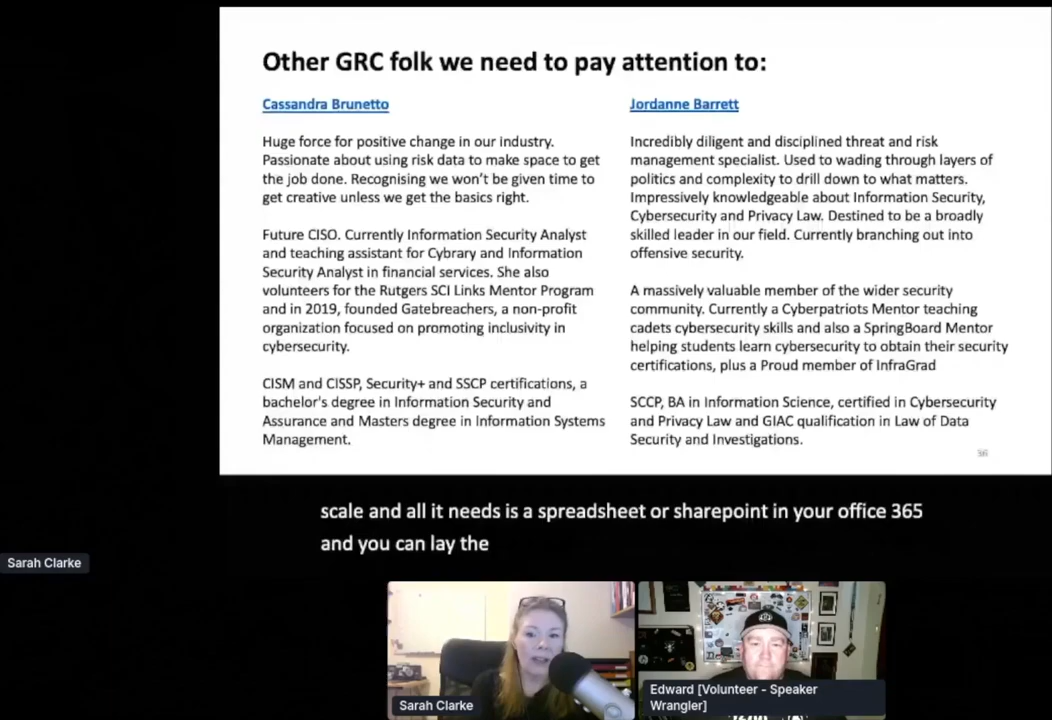 Other GRC folk we need to pay attention to:
Cassandra Brunetto
Huge force for positive change in our industry.
Passionate about using risk data to make space to get
the job done. Recognising we won't be given time to
get creative unless we get the basics right.
Future CISO. Currently Information Security Analyst
and teaching assistant for Cybrary and Information
Security Analyst in financial services. She also
volunteers for the Rutgers SCI Links Mentor Program
and in 2019, founded Gatebreachers, a non-profit
organization focused on promoting inclusivity in
cybersecurity.
CISM and CISSP, Security+ and SSCP certifications, a
bachelor's degree in Information Security and
Assurance and Masters degree in Information Systems
Management.
Jordanne Barrett
Incredibly diligent and disciplined threat and risk
management specialist. Used to wading through layers of
politics and complexity to drill down to what matters.
Impressively knowledgeable about Information Security,
Cybersecurity and Privacy Law. Destined to be a broadly
skilled leader in our field. Currently branching out into
offensive security.
A massively valuable member of the wider security
community. Currently a Cyberpatriots Mentor teaching
cadets cybersecurity skills and also a SpringBoard Mentor
helping students learn cybersecurity to obtain their security
certifications, plus a Proud member of InfraGrad
SCCP, BA in Information Science, certified in Cybersecurity
and Privacy Law and GIAC qualification in Law of Data
Security and Investigations.
36
scale and all it needs is a spreadsheet or sharepoint in your office 365
and you can lay the
Sarah Clarke
Sarah Clarke
Edward [Volunteer - Speaker
Wrangler]